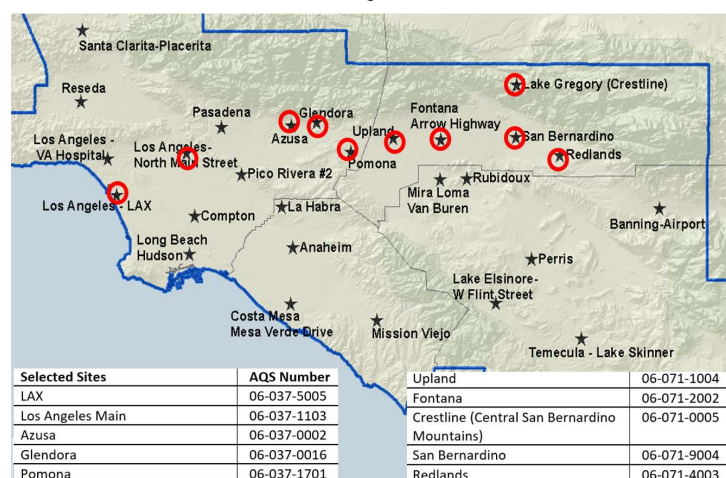 Santa Clarita-Placerita
Reseda
Pasadena
Glendora
Azusa
Upland
Fontana
Arrow Highway
Lake Gregory (Crestline)
San Bernardino
Los Angeles -
VA Hospital
Los Angeles-
North Main Street
Pomona
Redlands
Pico Rivera #2
Rubidoux
Mira Loma
Van Buren
Los Angeles - LAX
Compton
La Habra
Banning-Airport
Long Beach
Hudson
Anaheim
Perris
Lake Elsinore-
W Flint Street
Costa Mesa
Mesa Verde Drive
Mission Viejo
Temecula - Lake Skinner
Selected Sites AQS Number
LAX 06-037-5005
Los Angeles Main 06-037-1103
Azusa 06-037-0002
Glendora 06-037-0016
Pomona 06-037-1701
Upland 06-071-1004
Fontana 06-071-2002
Crestline (Central San Bernardino 06-071-0005
Mountains)
San Bernardino 06-071-9004
Redlands 06-071-4003